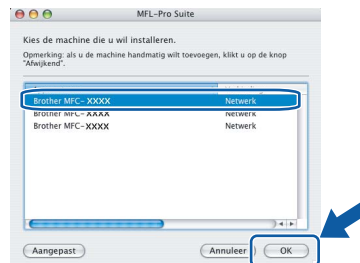 MFL-Pro Suite
Kies de machine die u wil installeren.
Opmerking: als u de machine handmatig wilt toevoegen, klikt u op de knop
"Afwijkend".
Brother MFC- XXXX Netwerk
Brother MFC- XXXX Netwerk
Brother MFC- XXXX Netwerk
Aangepast Annuleer OK